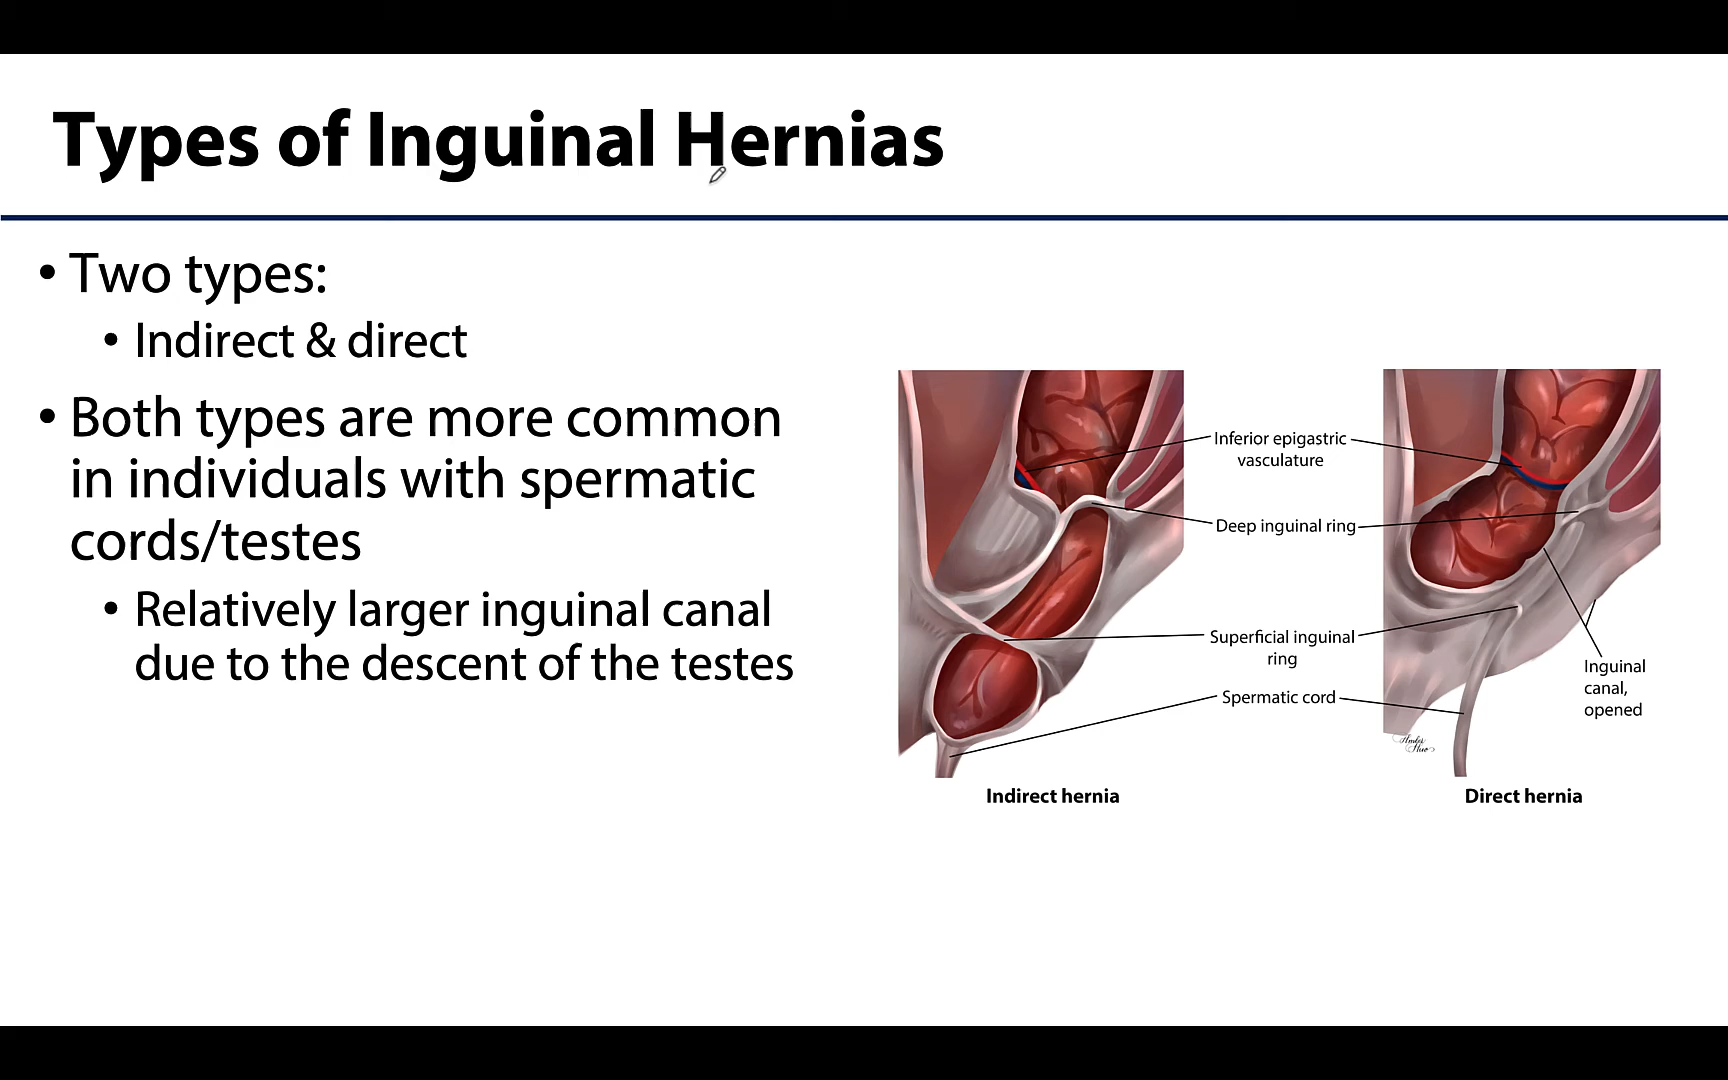 Types of Inguinal Hernias
• Two types:
• Indirect & direct
• Both types are more common
in individuals with spermatic
cords/testes
• Relatively larger inguinal canal
due to the descent of the testes
Inferior epigastric
vasculature
Deep inguinal ring
Superficial inguinal
ring
Spermatic cord
Inguinal
canal,
opened
Indirect hernia
Direct hernia